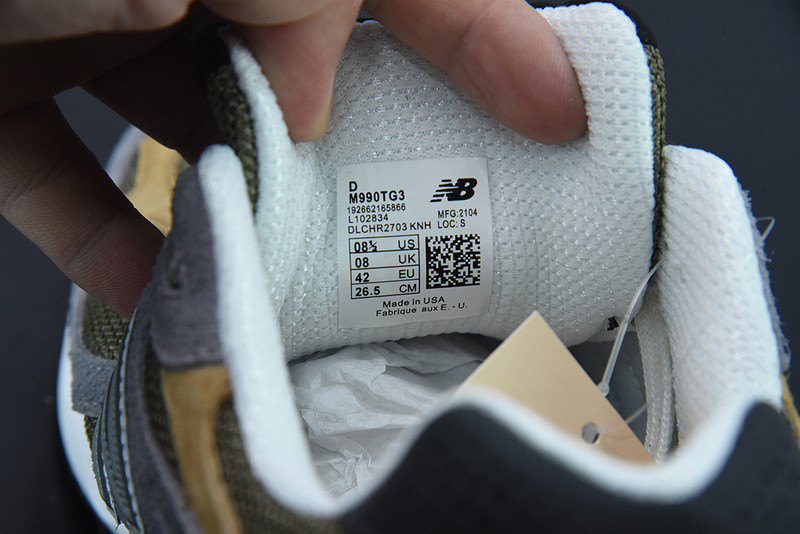 D
M990TG3
NB
192662165866
L102834 MFG:2104
DLCHR2703 KNH LOC: S
08½ US
08 UK
42 EU
26.5 CM
Made in USA
Fabrique aux E. - U.